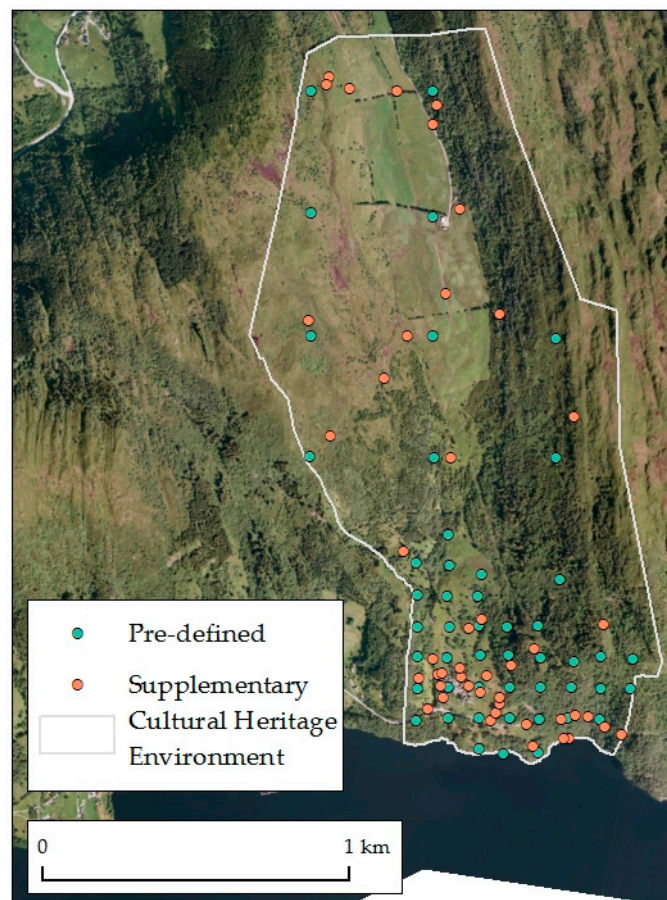 Pre-defined
Supplementary
Cultural Heritage
Environment
0
1 km